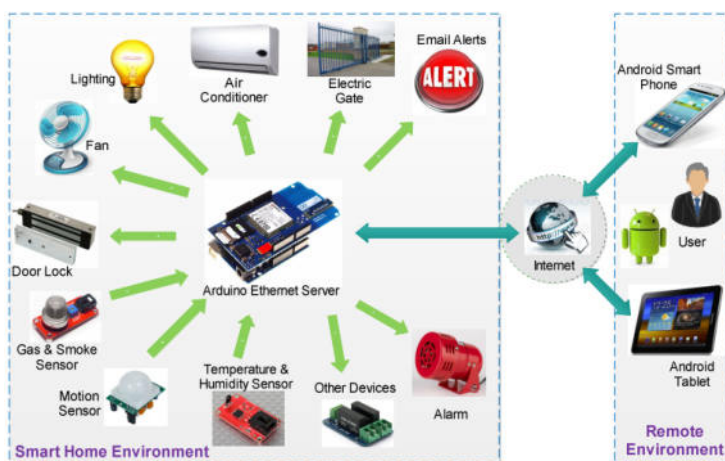 Lighting
Air
Conditioner
Electric
Gate
Email Alerts
ALERT
Android Smart
Phone
Fan
Door Lock
Arduino Ethernet Server
http://
Internet
User
Gas & Smoke
Sensor
Motion
Sensor
Temperature &
Humidity Sensor
Other Devices
Alarm
Android
Tablet
Smart Home Environment
Remote
Environment